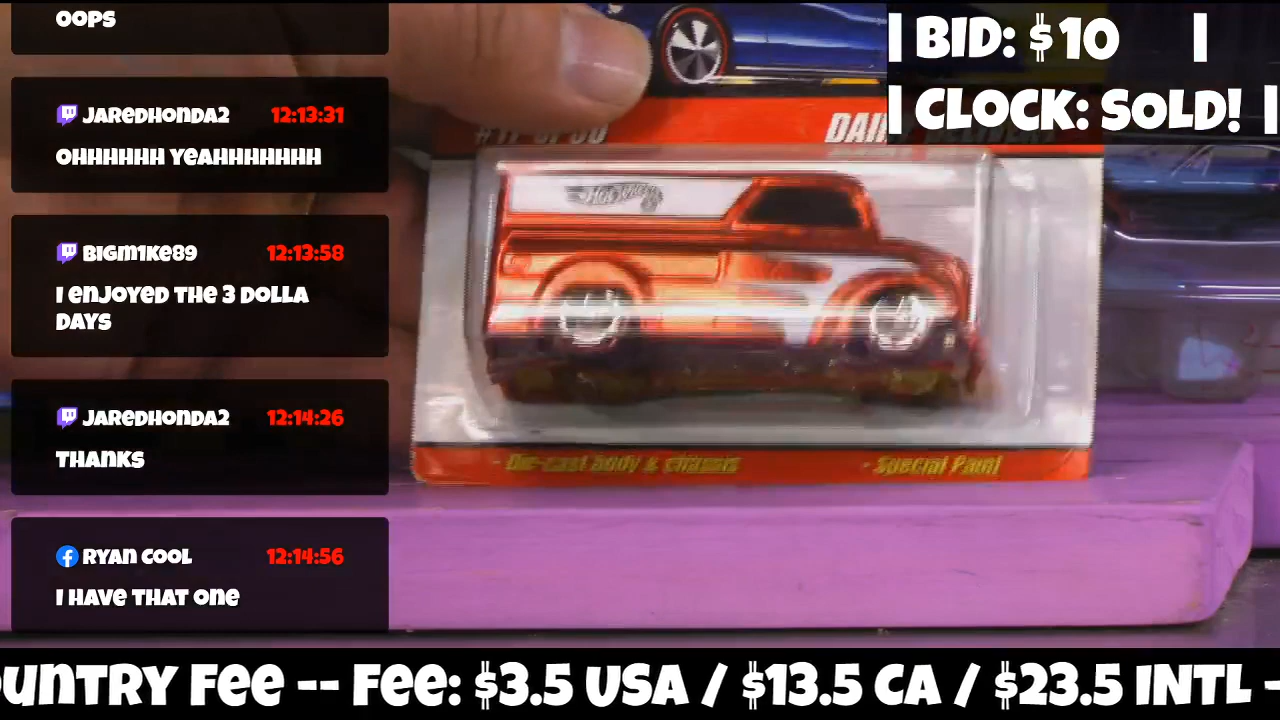 OOPS
JAREDHONDA2 12:13:31
OHHHHHH YEAHHHHHHH
BIGM1KE89 12:13:58
I ENJOYED THE 3 DOLLA
DAYS
JAREDHONDA2 12:14:26
THANKS
RYAN COOL 12:14:56
I HAVE THAT ONE
| BID: $10 |
| CLOCK: SOLD! |
Hot Wheels
- Die-cast body & chassis
- Special Paint
FEE -- FEE: $3.5 USA / $13.5 CA / $23.5 INTL -